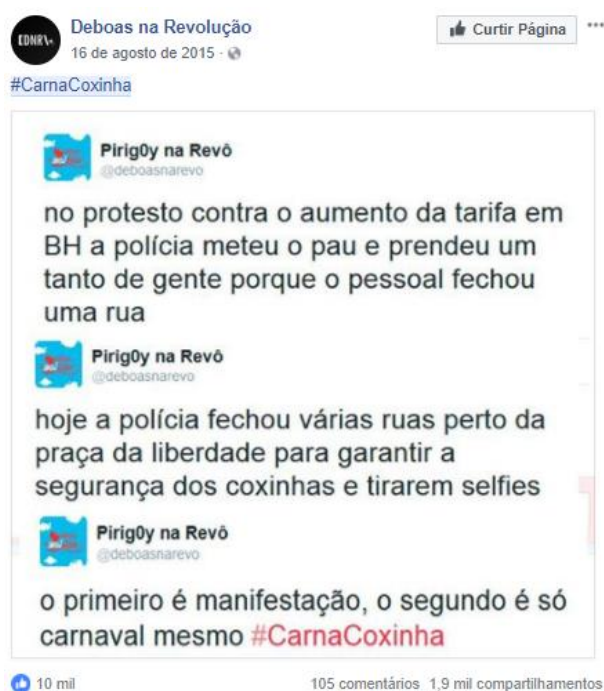 Deboas na Revolução
Curtir Página
16 de agosto de 2015
#CarnaCoxinha
Pirig0y na Revô
@deboasnarevo
no protesto contra o aumento da tarifa em
BH a polícia meteu o pau e prendeu um
tanto de gente porque o pessoal fechou
uma rua
Pirig0y na Revô
@deboasnarevo
hoje a polícia fechou várias ruas perto da
praça da liberdade para garantir a
segurança dos coxinhas e tirarem selfies
Pirig0y na Revô
@deboasnarevo
o primeiro é manifestação, o segundo é só
carnaval mesmo #CarnaCoxinha
10 mil
105 comentários 1,9 mil compartilhamentos